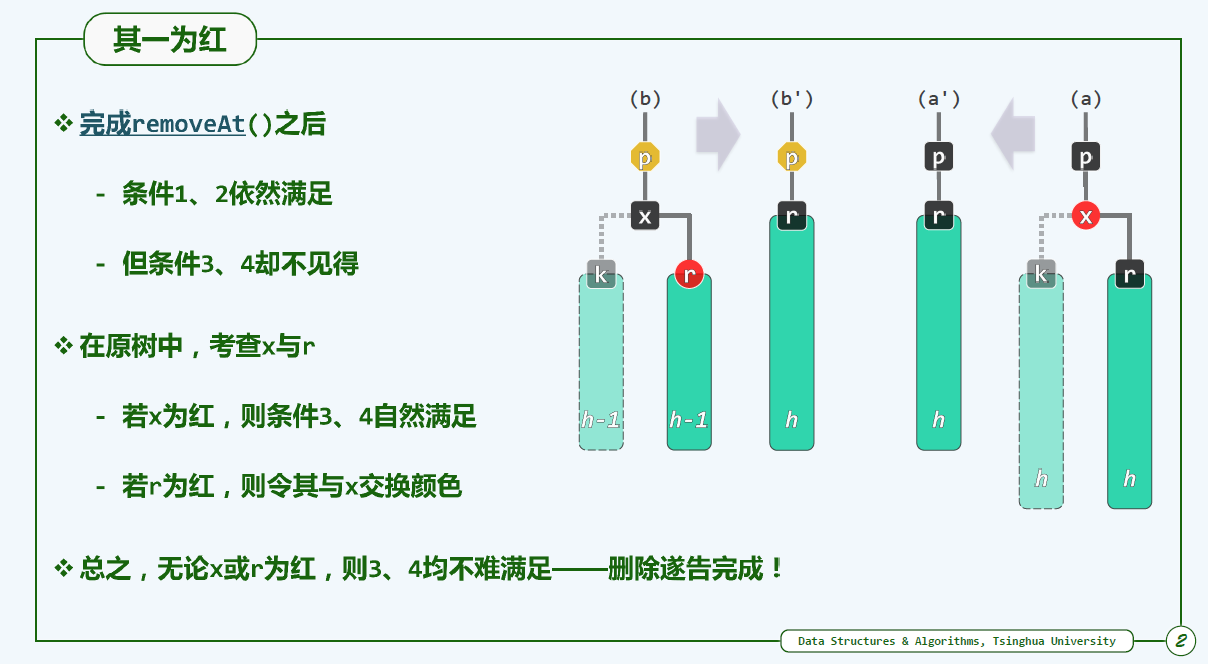 其一为红
❖ 完成removeAt()之后
- 条件1、2依然满足
- 但条件3、4却不见得
❖ 在原树中，考查x与r
- 若x为红，则条件3、4自然满足
- 若r为红，则令其与x交换颜色
❖ 总之，无论x或r为红，则3、4均不难满足——删除遂告完成！
(b) (b') (a') (a)
p p p p
x r r x
k r k r
h-1 h-1 h h
h h
Data Structures & Algorithms, Tsinghua University
2